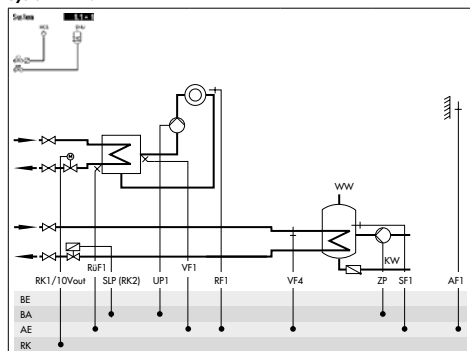 System
WW
KW
RK1/10Vout RüF1 SLP (RK2) UP1 VF1 RF1 VF4 ZP SF1 AF1
BE
BA
AE
RK